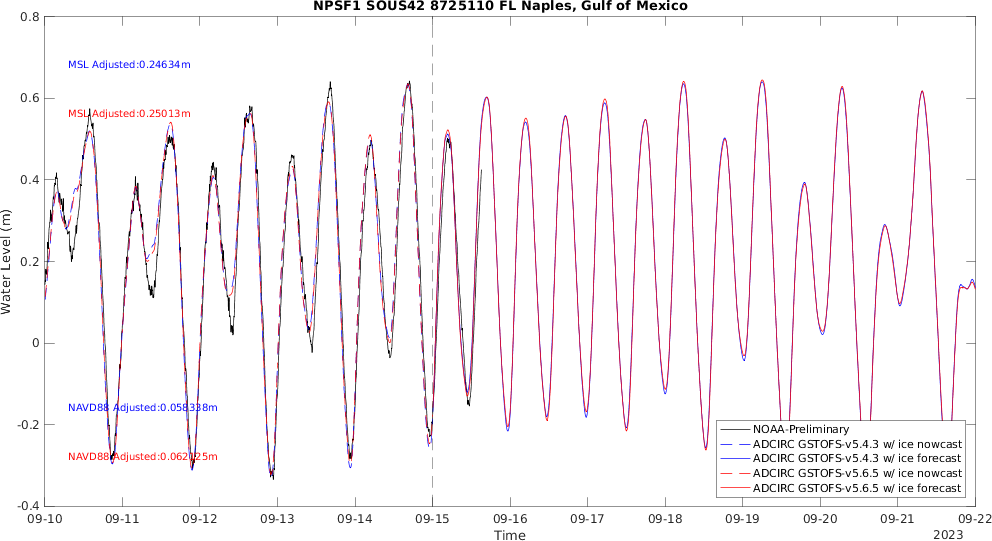 NPSF1 SOUS42 8725110 FL Naples, Gulf of Mexico
0.8
0.6
0.4
0.2
0
-0.2
-0.4
Water Level (m)
MSL Adjusted:0.24634m
MSL Adjusted:0.25013m
NAVD88 Adjusted:0.058338m
NAVD88 Adjusted:
NOAA-Preliminary
ADCIRC GSTOFS-v5.4.3 w/ ice nowcast
ADCIRC GSTOFS-v5.4.3 w/ ice forecast
ADCIRC GSTOFS-v5.6.5 w/ ice nowcast
ADCIRC GSTOFS-v5.6.5 w/ ice forecast
09-10 09-11 09-12 09-13 09-14 09-15 09-16 09-17 09-18 09-19 09-20 09-21 09-22
Time
2023